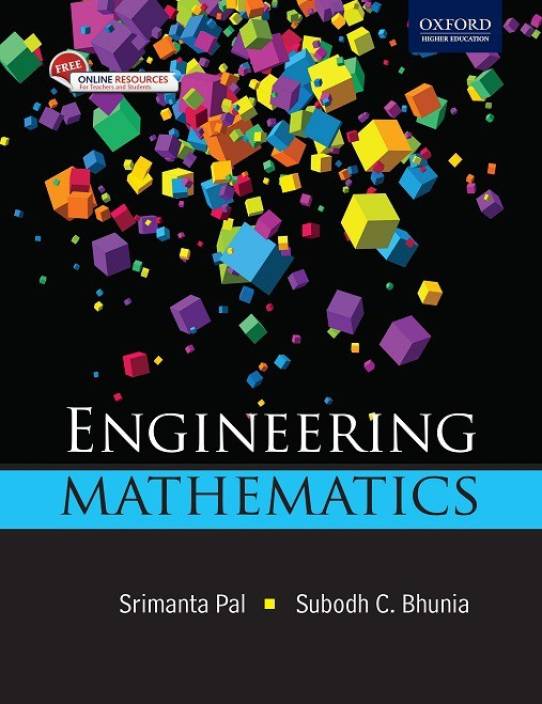 OXFORD
HIGHER EDUCATION
FREE
ONLINE RESOURCES
For Teachers and Students
ENGINEERING
MATHEMATICS
Srimanta Pal ■ Subodh C. Bhunia